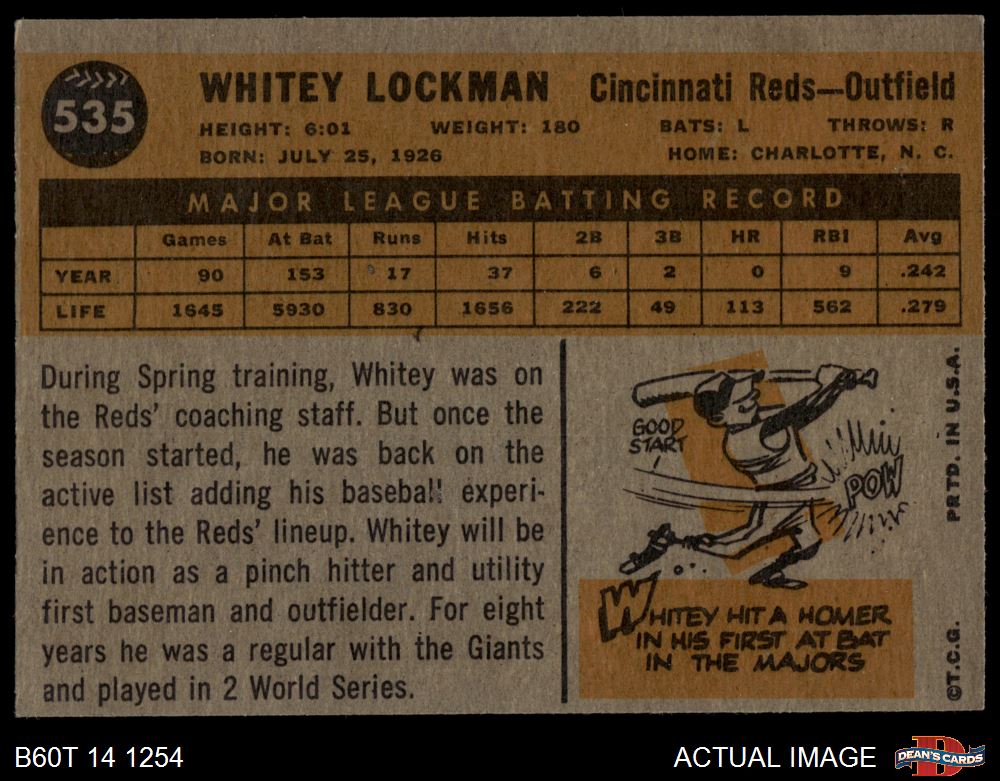 535
WHITEY LOCKMAN Cincinnati Reds—Outfield
HEIGHT: 6:01 WEIGHT: 180 BATS: L THROWS: R
BORN: JULY 25, 1926 HOME: CHARLOTTE, N. C.
MAJOR LEAGUE BATTING RECORD
Games At Bat Runs Hits 2B 3B HR RBI Avg
YEAR 90 153 17 37 6 2 0 9 .242
LIFE 1645 5930 830 1656 222 49 113 562 .279
During Spring training, Whitey was on
the Reds' coaching staff. But once the
season started, he was back on the
active list adding his baseball experi-
ence to the Reds' lineup. Whitey will be
in action as a pinch hitter and utility
first baseman and outfielder. For eight
years he was a regular with the Giants
and played in 2 World Series.
GOOD
START
POW
WHITEY HIT A HOMER
IN HIS FIRST AT BAT
IN THE MAJORS
©T.C.G. PRTD. IN U.S.A.
B60T 14 1254
ACTUAL IMAGE
D
DEAN'S CARDS